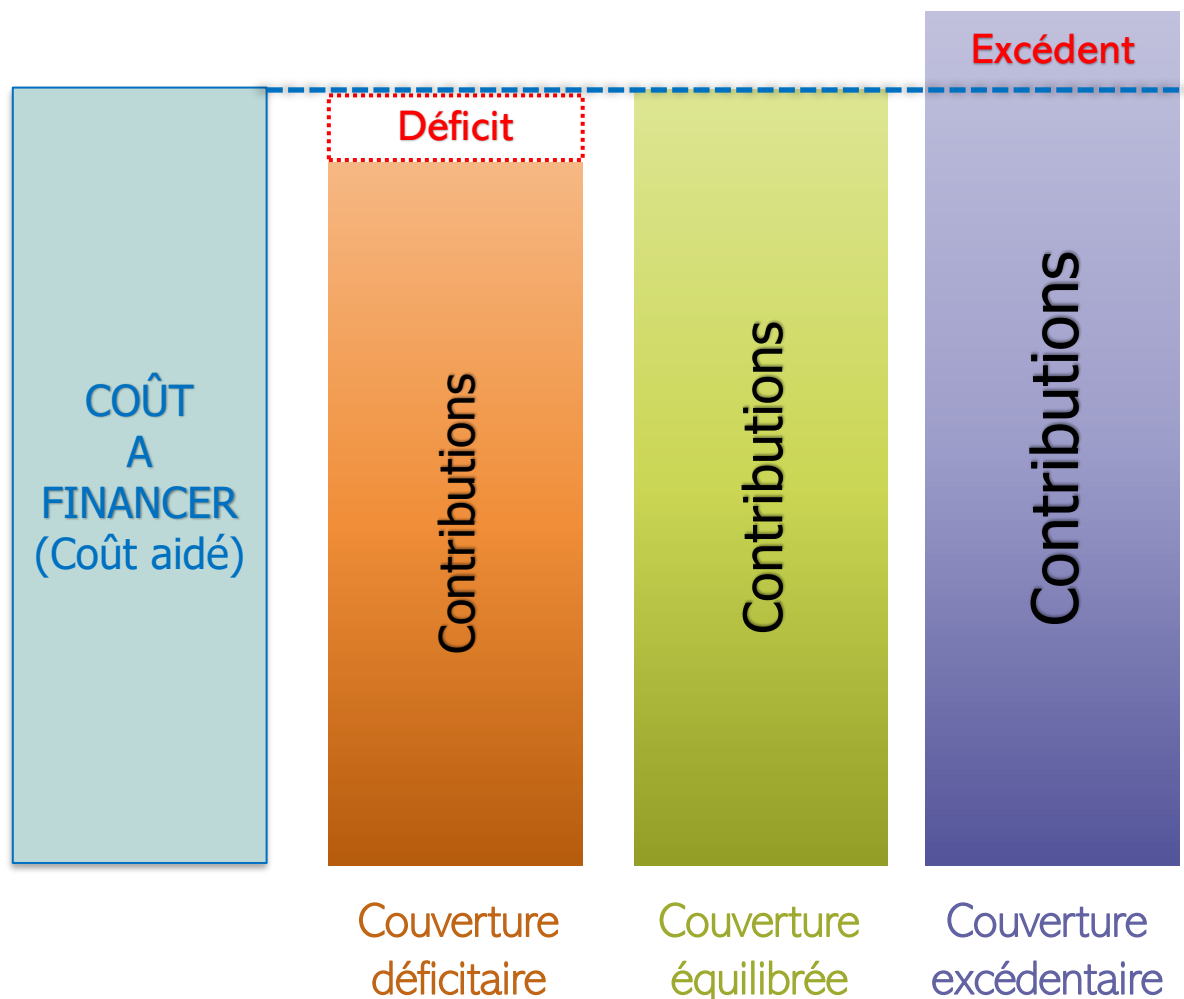 Excédent
Déficit
COÛT
A
FINANCER
(Coût aidé)
Contributions
Contributions
Contributions
Couverture
déficitaire
Couverture
équilibrée
Couverture
excédentaire